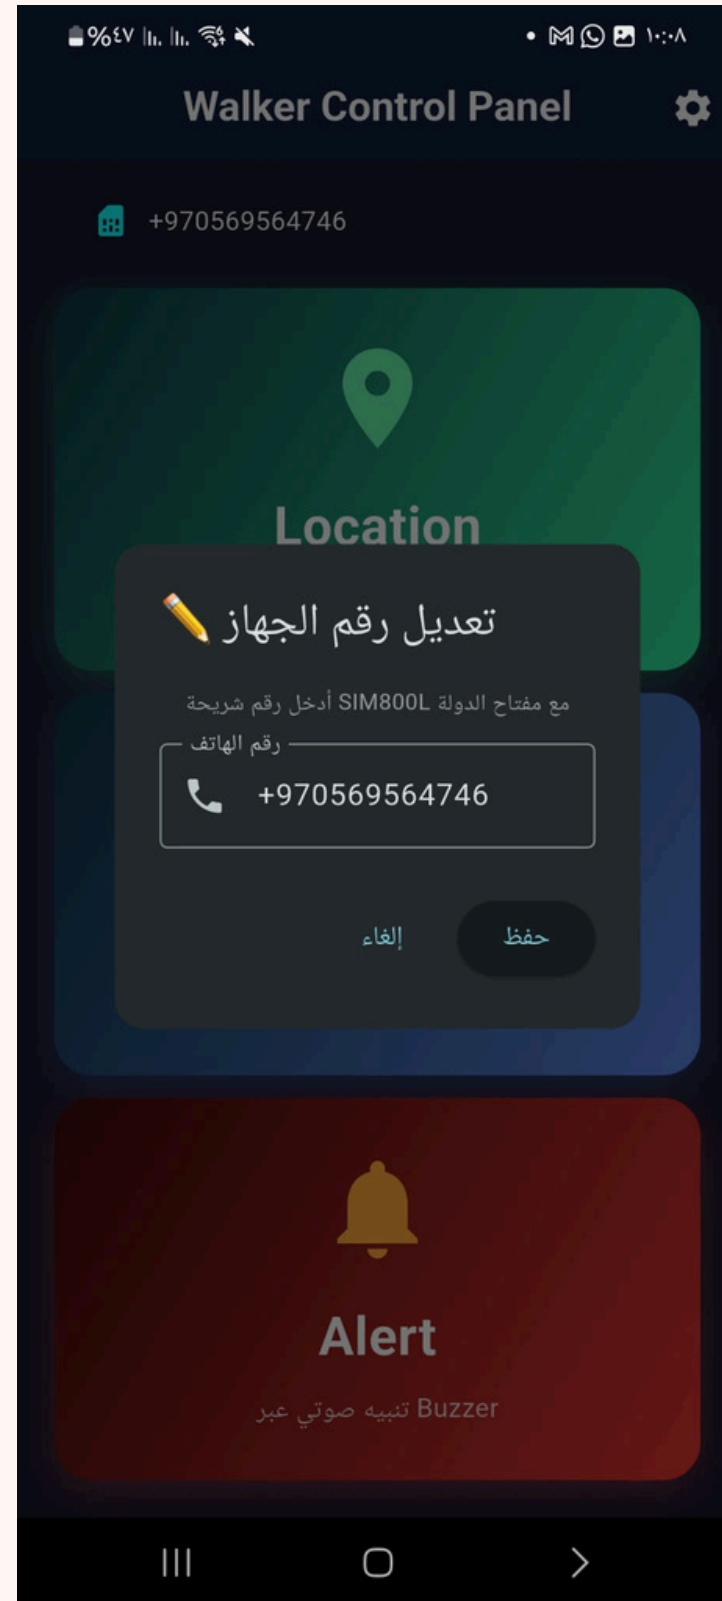 %٤٧
١٠:٠٨
Walker Control Panel
+970569564746
Location
تعديل رقم الجهاز
مع مفتاح الدولة SIM800L أدخل رقم شريحة
رقم الهاتف
+970569564746
إلغاء
حفظ
Alert
تنبيه صوتي عبر Buzzer